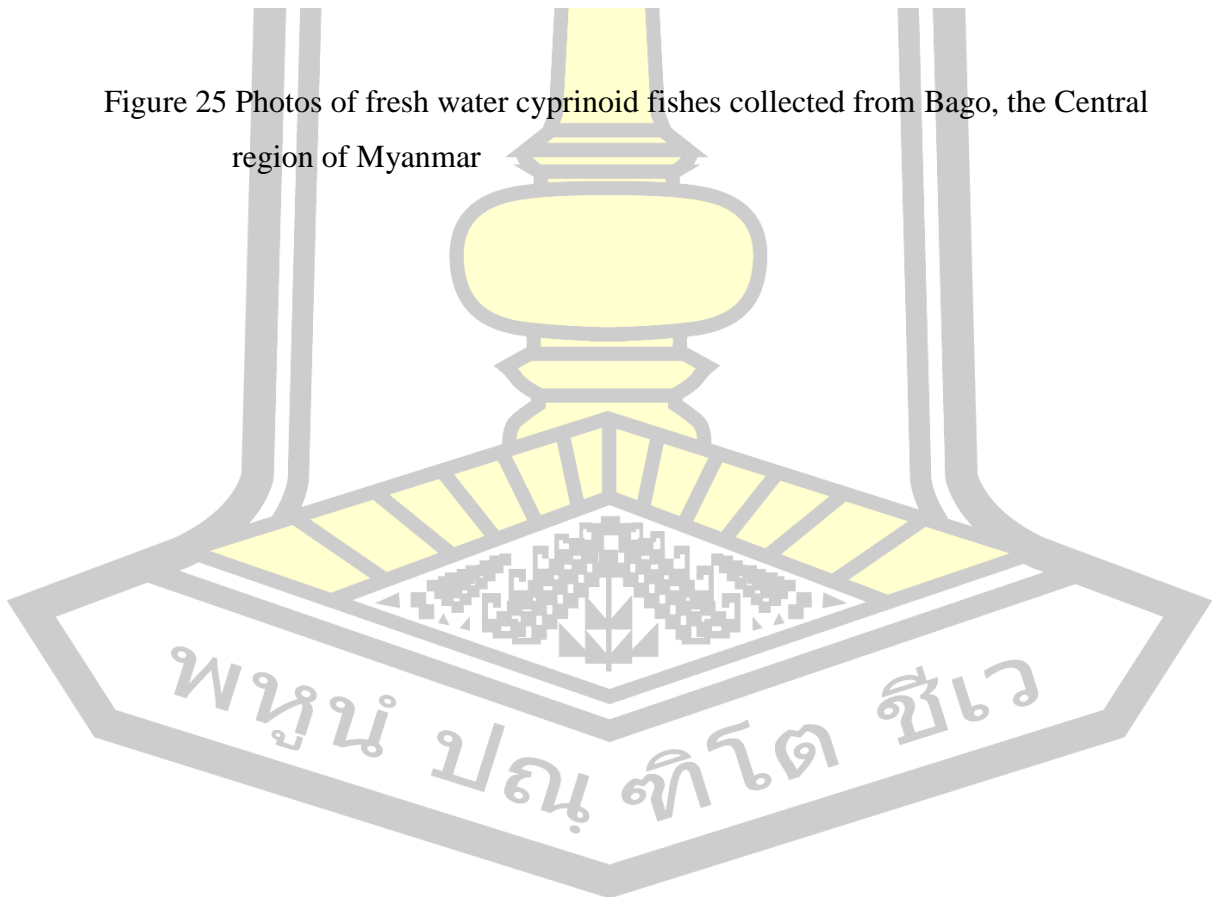 Figure 25 Photos of fresh water cyprinoid fishes collected from Bago, the Central
region of Myanmar
พหูนํ ปณฺฑิโต ชีเว